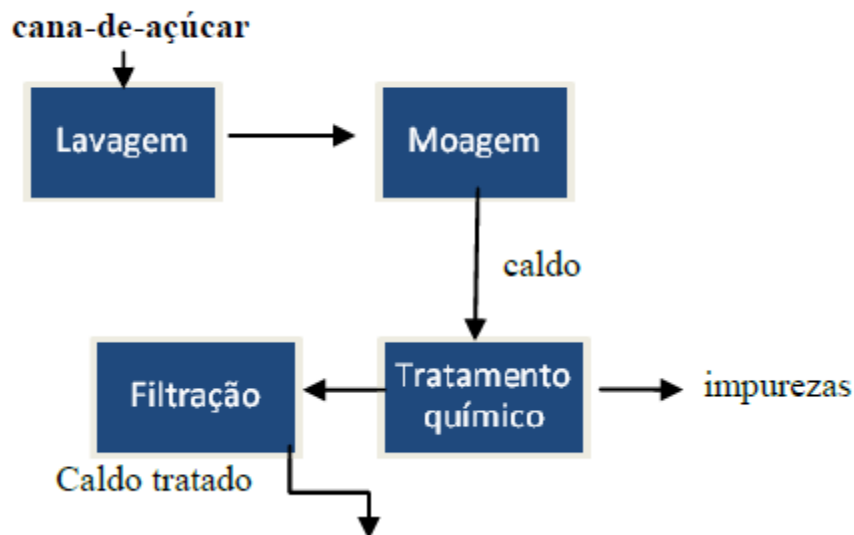 cana-de-açúcar
Lavagem
Moagem
caldo
Tratamento
químico
impurezas
Filtração
Caldo tratado